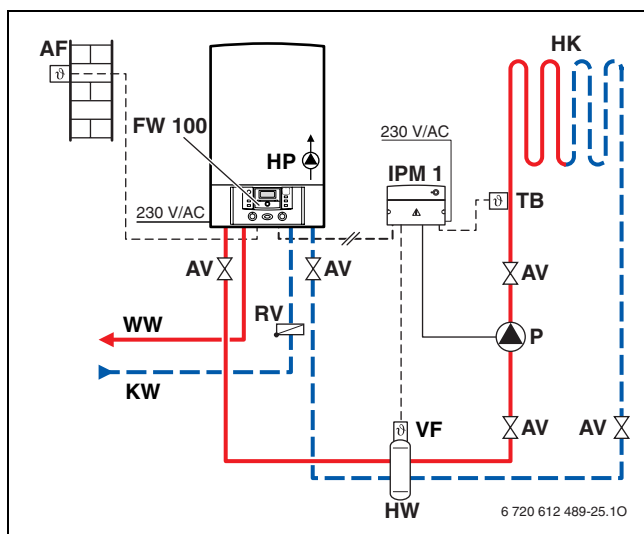 AF
ϑ
FW 100
HP
230 V/AC
230 V/AC
IPM 1
HK
ϑ
TB
AV
AV
AV
RV
WW
KW
P
ϑ
VF
AV
AV
HW
6 720 612 489-25.1O